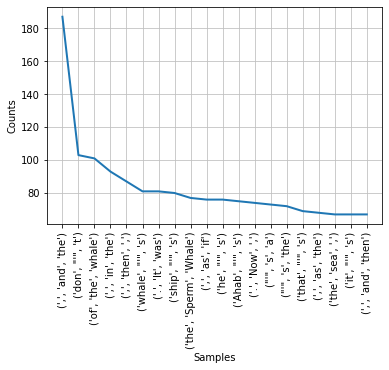 180
160
140
120
100
80
Counts
(',', 'and', 'the')
('don', "'", 't')
('of', 'the', 'whale')
(',', 'in', 'the')
(',', 'then', ',')
('whale', "'", 's')
('.', 'It', 'was')
('ship', "'", 's')
('the', 'Sperm', 'Whale')
(',', 'as', 'if')
('he', "'", 's')
('Ahab', "'", 's')
('.', 'Now', ',')
("'", 's', 'a')
("'", 's', 'the')
('that', "'", 's')
(',', 'as', 'the')
('the', 'sea', ',')
('it', "'", 's')
(';', 'and', 'then')
Samples